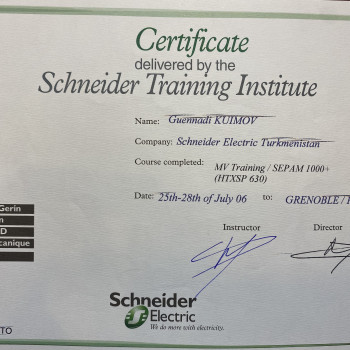 Certificate
delivered by the
Schneider Training Institute
Name: Guennadi KUIMOV
Company: Schneider Electric Turkmenistan
Course completed: MV Training / SEPAM 1000+
(HTXSP 630)
Date: 25th-28th of July 06 to: GRENOBLE /
Gerin
D
canique
Instructor Director
Schneider
Electric
We do more with electricity.
TO